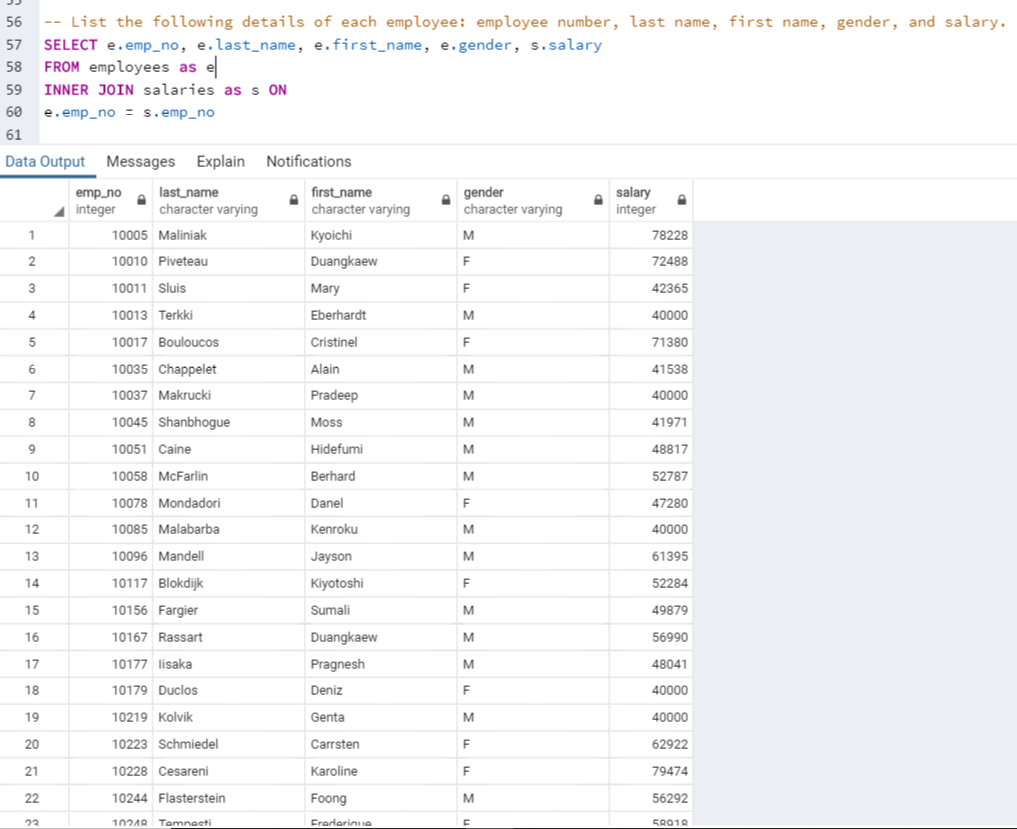 56 -- List the following details of each employee: employee number, last name, first name, gender, and salary.
57 SELECT e.emp_no, e.last_name, e.first_name, e.gender, s.salary
58 FROM employees as e
59 INNER JOIN salaries as s ON
60 e.emp_no = s.emp_no
61
Data Output Messages Explain Notifications
emp_no last_name first_name gender salary
integer character varying character varying character varying integer
1 10005 Maliniak Kyoichi M 78228
2 10010 Piveteau Duangkaew F 72488
3 10011 Sluis Mary F 42365
4 10013 Terkki Eberhardt M 40000
5 10017 Bouloucos Cristinel F 71380
6 10035 Chappelet Alain M 41538
7 10037 Makrucki Pradeep M 40000
8 10045 Shanbhogue Moss M 41971
9 10051 Caine Hidefumi M 48817
10 10058 McFarlin Berhard M 52787
11 10078 Mondadori Danel F 47280
12 10085 Malabarba Kenroku M 40000
13 10096 Mandell Jayson M 61395
14 10117 Blokdijk Kiyotoshi F 52284
15 10156 Fargier Sumali M 49879
16 10167 Rassart Duangkaew M 56990
17 10177 Iisaka Pragnesh M 48041
18 10179 Duclos Deniz F 40000
19 10219 Kolvik Genta M 40000
20 10223 Schmiedel Carrsten F 62922
21 10228 Cesareni Karoline F 79474
22 10244 Flasterstein Foong M 56292
23 10248 Tempesti Frederique F 58918